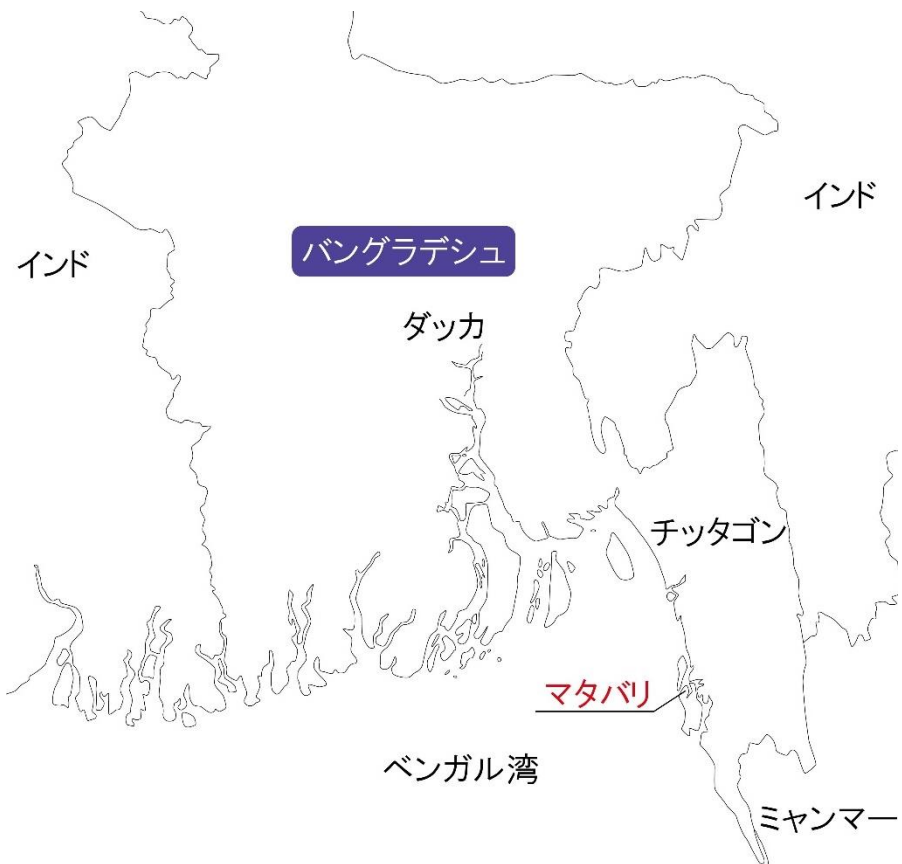 インド
インド
バングラデシュ
ダッカ
チッタゴン
マタバリ
ベンガル湾
ミャンマー